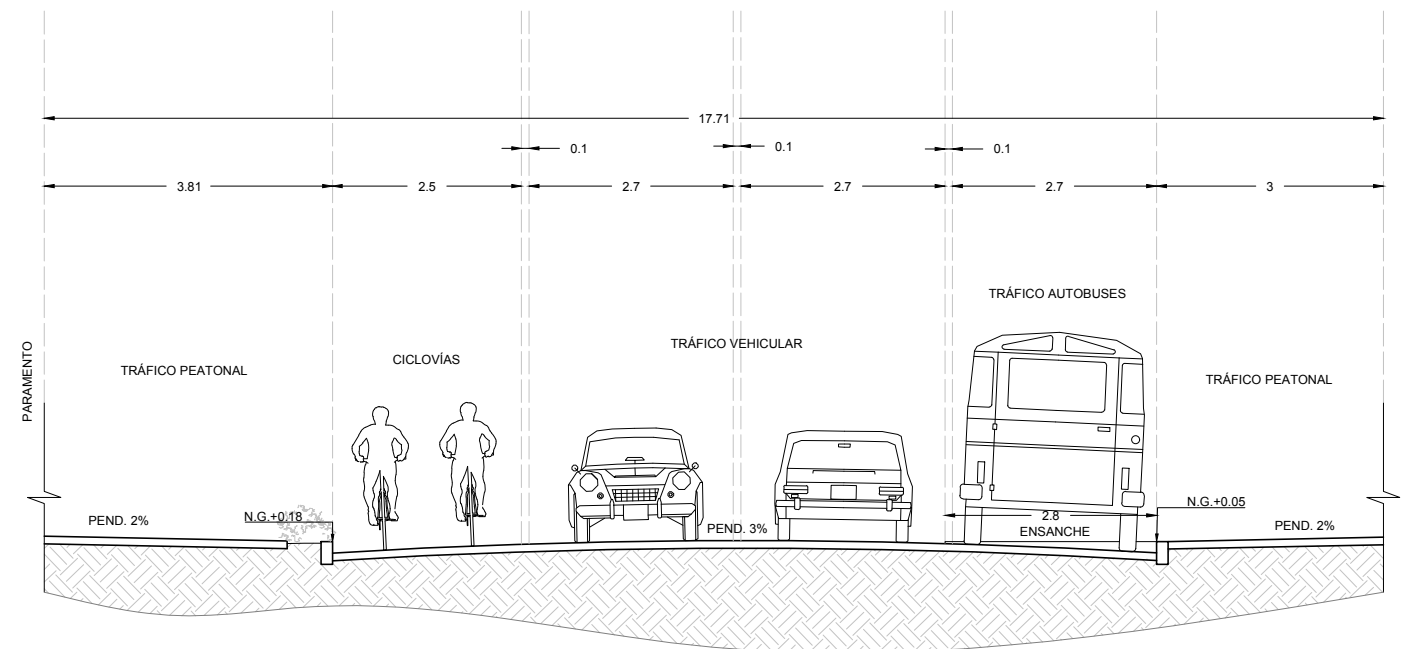 17.71
0.1
0.1
0.1
3.81
2.5
2.7
2.7
2.7
3
TRÁFICO AUTOBUSES
TRÁFICO VEHICULAR
CICLOVÍAS
TRÁFICO PEATONAL
TRÁFICO PEATONAL
PARAMENTO
N.G.+0.05
N.G.+0.18
2.8
PEND. 2%
PEND. 3%
ENSANCHE
PEND. 2%